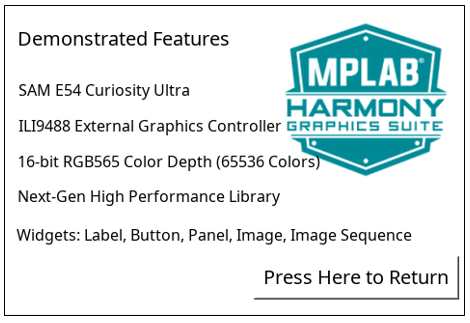 Demonstrated Features
MPLAB®
HARMONY
GRAPHICS SUITE
SAM E54 Curiosity Ultra
ILI9488 External Graphics Controller
16-bit RGB565 Color Depth (65536 Colors)
Next-Gen High Performance Library
Widgets: Label, Button, Panel, Image, Image Sequence
Press Here to Return